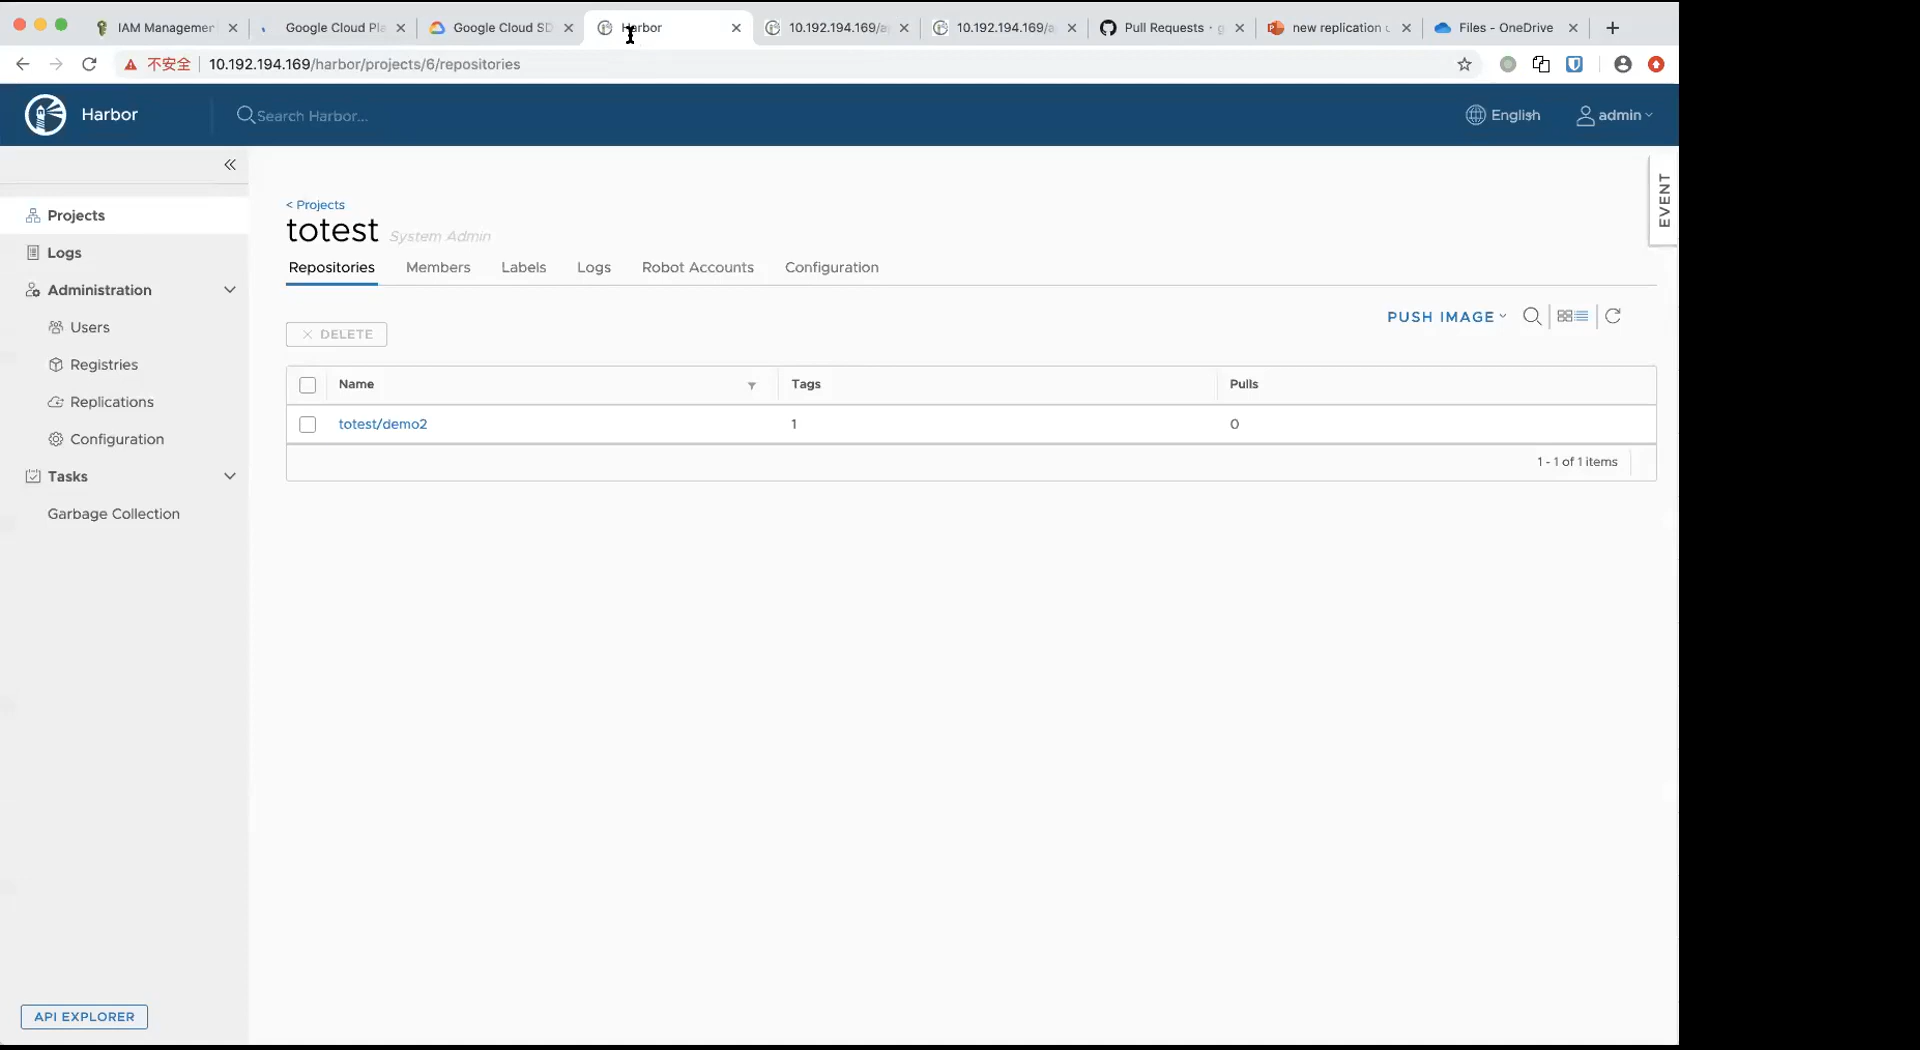 IAM Managemen
Google Cloud Pla
Google Cloud SD
Harbor
10.192.194.169/a
10.192.194.169/a
Pull Requests · g
new replication u
Files - OneDrive
不安全
10.192.194.169/harbor/projects/6/repositories
Harbor
Search Harbor...
English
admin
EVENT
Projects
Logs
Administration
Users
Registries
Replications
Configuration
Tasks
Garbage Collection
API EXPLORER
< Projects
totest System Admin
Repositories Members Labels Logs Robot Accounts Configuration
PUSH IMAGE
DELETE
Name Tags Pulls
totest/demo2 1 0
1 - 1 of 1 items